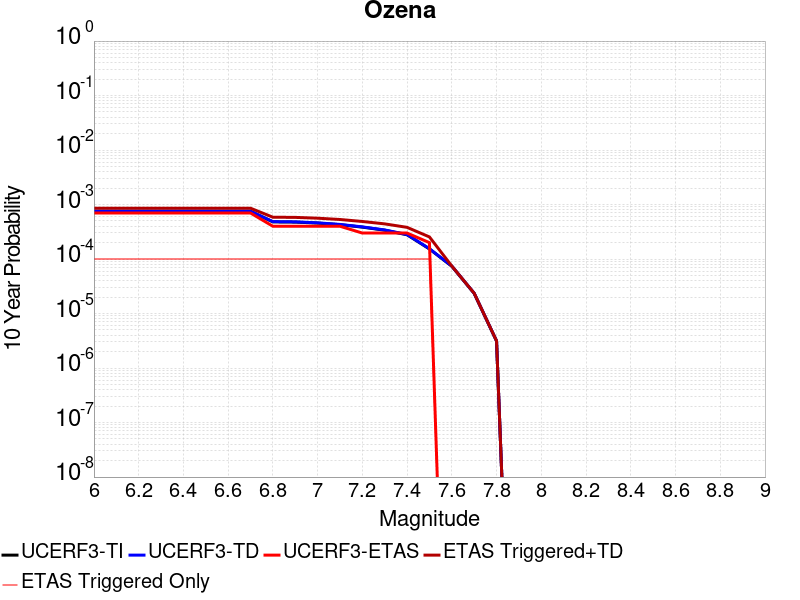 Ozena
10 Year Probability
10^0
10^-1
10^-2
10^-3
10^-4
10^-5
10^-6
10^-7
10^-8
6 6.2 6.4 6.6 6.8 7 7.2 7.4 7.6 7.8 8 8.2 8.4 8.6 8.8 9
Magnitude
UCERF3-TI UCERF3-TD UCERF3-ETAS ETAS Triggered+TD
ETAS Triggered Only